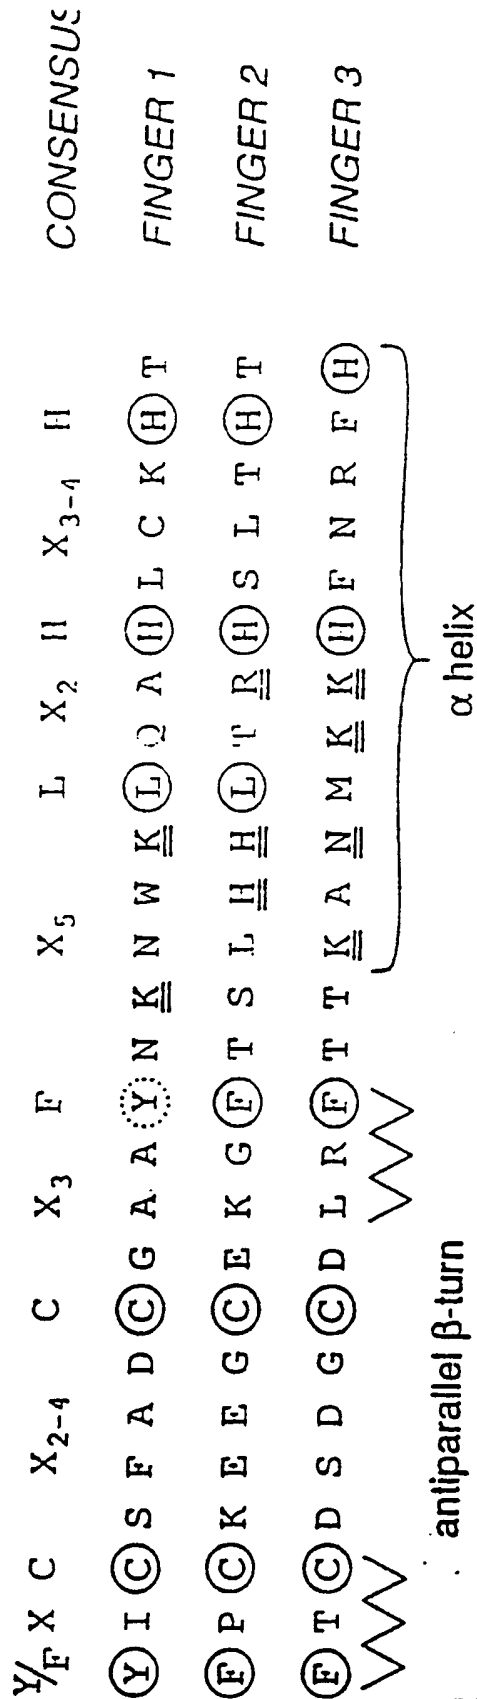 Y/F X C X₂₋₄ C X₃ F X₅ L X₂ H X₃₋₄ H CONSENSUS
Y I C S F A D C G A A Y N K N W K L Q A H L C K H T FINGER 1
F P C K E E G C E K G F T S L H H L T R H S L T H T FINGER 2
F T C D S D G C D L R F T T K A N M K K H F N R F H FINGER 3
antiparallel β-turn α helix